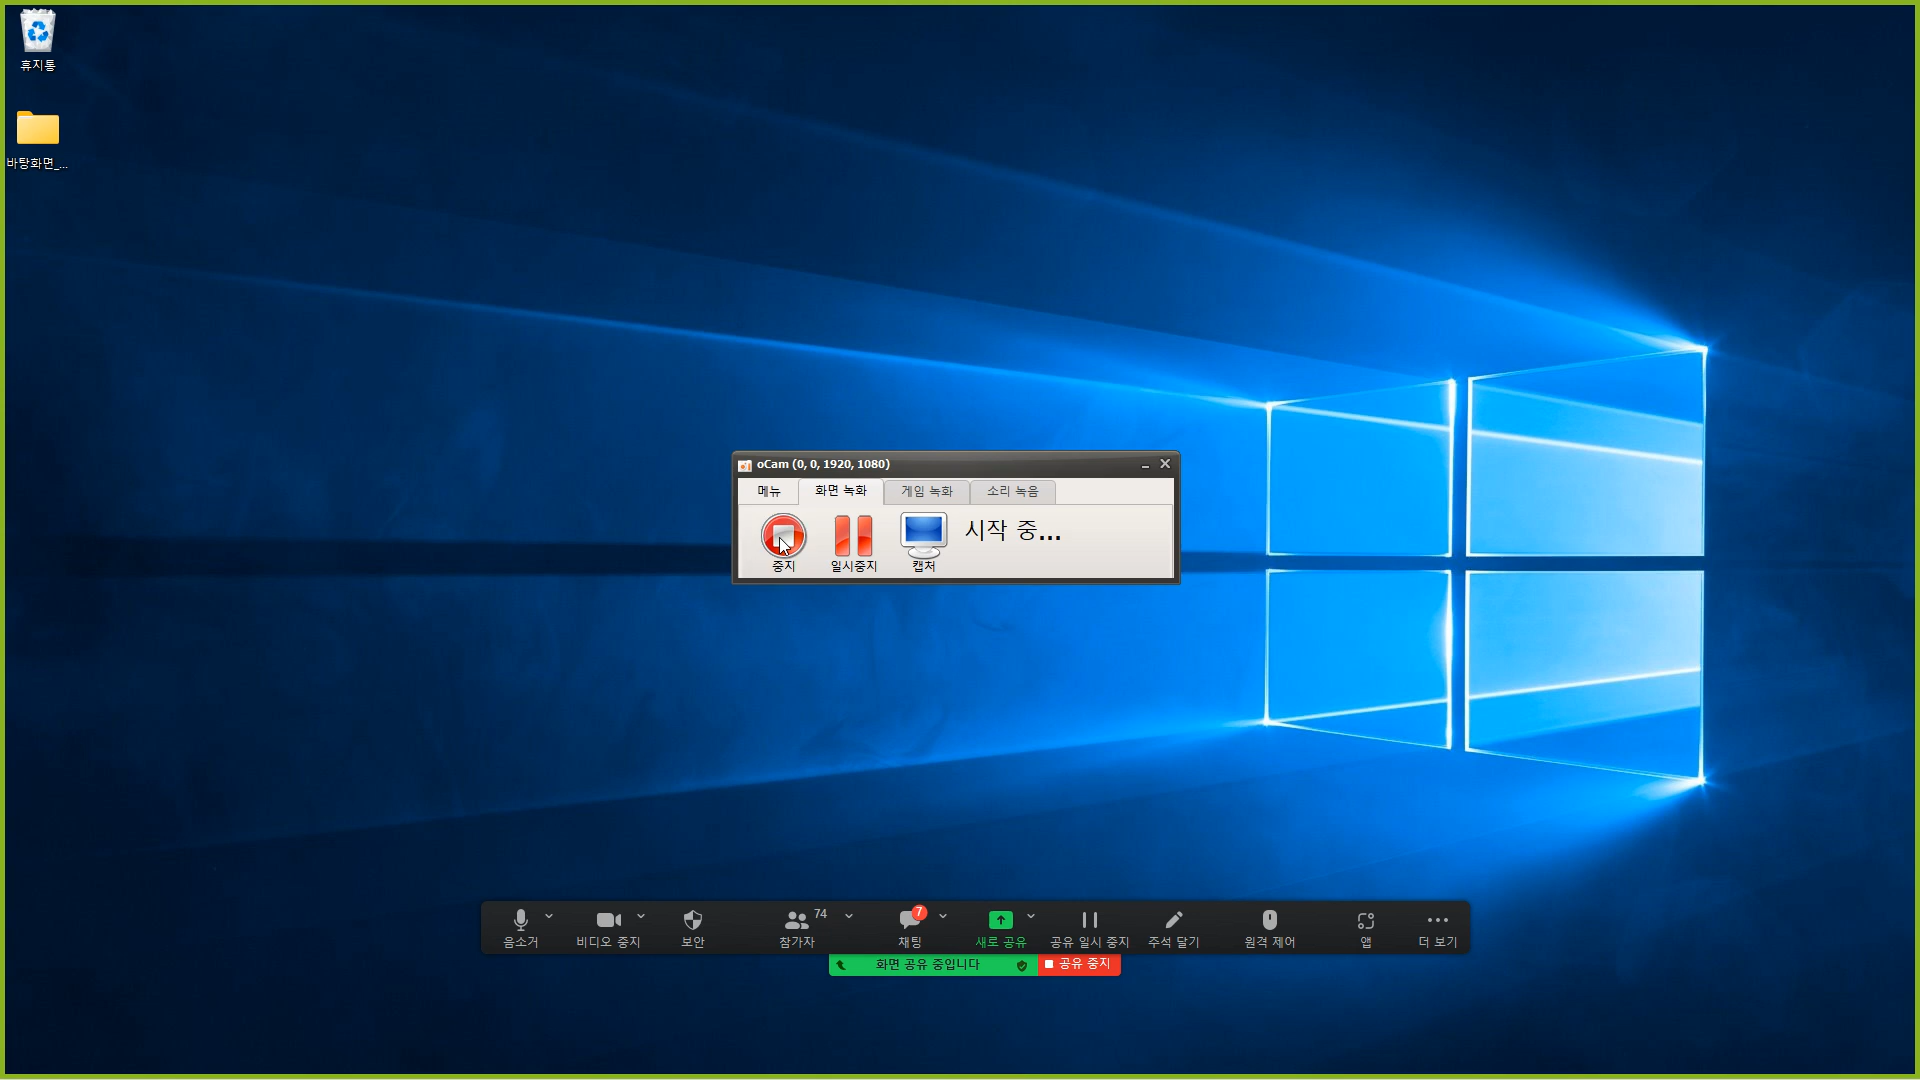 휴지통
바탕화면_...
oCam (0, 0, 1920, 1080)
메뉴 화면 녹화 게임 녹화 소리 녹음
시작 중...
중지 일시중지 캡처
74
7
음소거 비디오 중지 보안 참가자 채팅 새로 공유 공유 일시 중지 주석 달기 원격 제어 앱 더 보기
화면 공유 중입니다 공유 중지